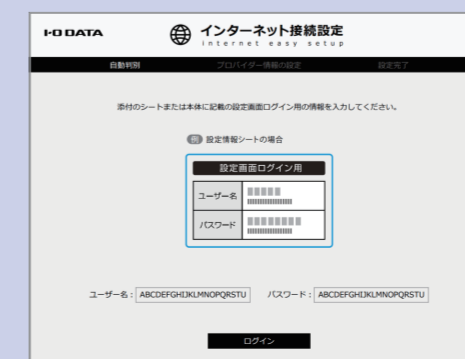 I-O DATA
インターネット接続設定
internet easy setup
自動判別
プロバイダー情報の設定
設定完了
添付のシートまたは本体に記載の設定画面ログイン用の情報を入力してください。
例 設定情報シートの場合
設定画面ログイン用
ユーザー名
パスワード
ユーザー名： ABCDEFGHIJKLMNOPQRSTU パスワード： ABCDEFGHIJKLMNOPQRSTU
ログイン